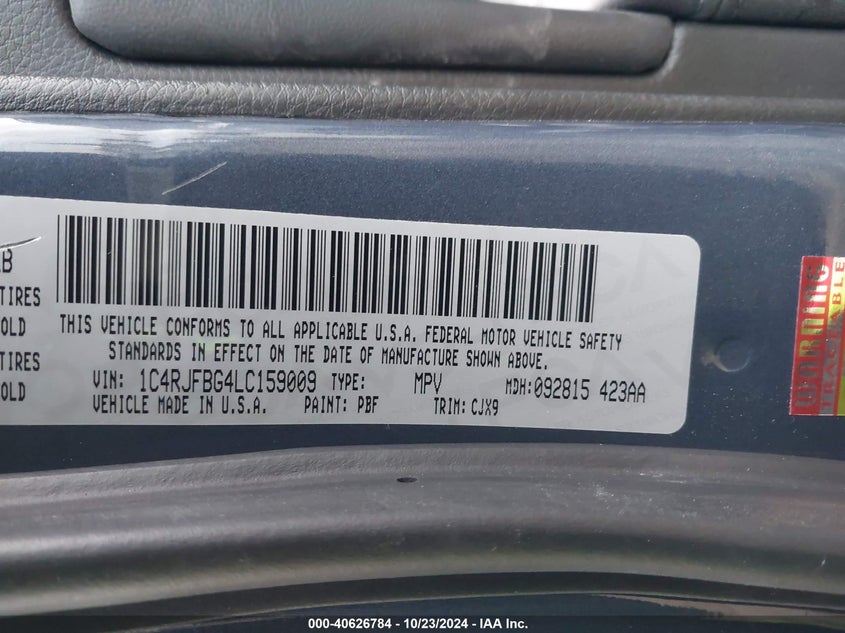 B
TIRES
OLD
TIRES
OLD
THIS VEHICLE CONFORMS TO ALL APPLICABLE U.S.A. FEDERAL MOTOR VEHICLE SAFETY
STANDARDS IN EFFECT ON THE DATE OF MANUFACTURE SHOWN ABOVE.
VIN: 1C4RJFBG4LC159009 TYPE: MPV MDH:092815 423AA
VEHICLE MADE IN U.S.A. PAINT: PBF TRIM:CJX9
WARNING
TRACEABLE
000-40626784 - 10/23/2024 - IAA Inc.